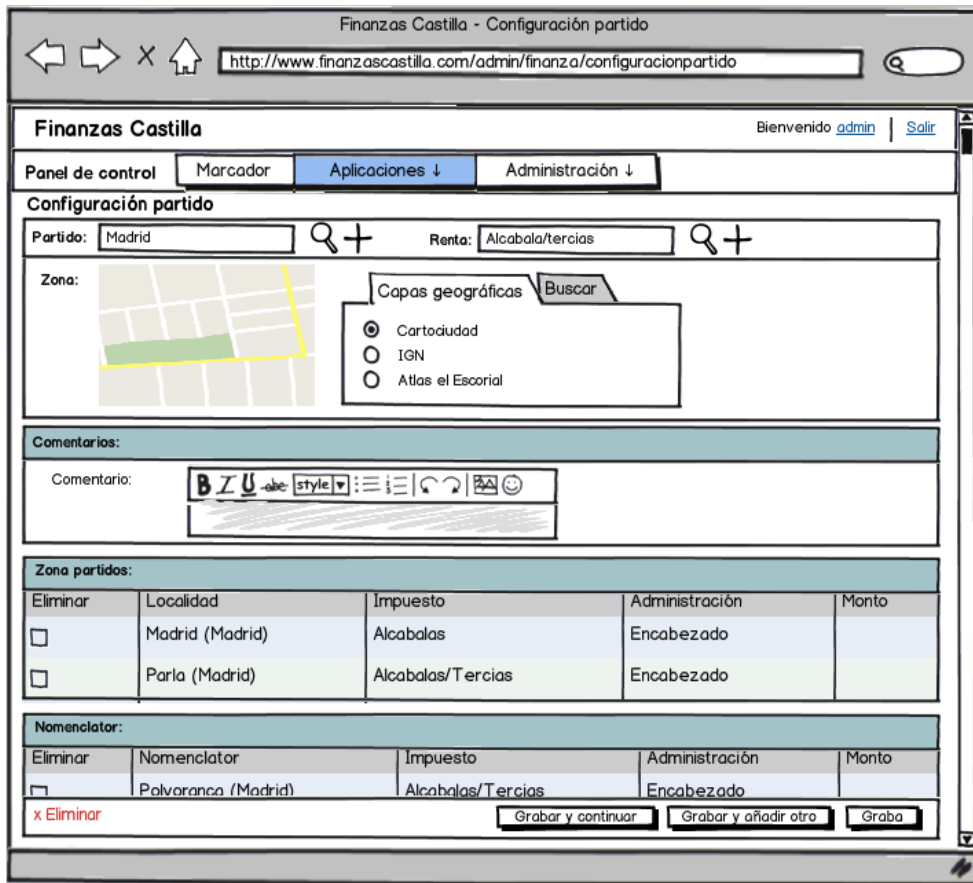 Finanzas Castilla - Configuración partido
http://www.finanzascastilla.com/admin/finanza/configuracionpartido
Finanzas Castilla
Bienvenido admin | Salir
Panel de control Marcador Aplicaciones ↓ Administración ↓
Configuración partido
Partido: Madrid Renta: Alcabala/tercias
Zona:
Capas geográficas Buscar
Cartociudad
IGN
Atlas el Escorial
Comentarios:
Comentario:
B I U abc style
Zona partidos:
Eliminar Localidad Impuesto Administración Monto
Madrid (Madrid) Alcabalas Encabezado
Parla (Madrid) Alcabalas/Tercias Encabezado
Nomenclator:
Eliminar Nomenclator Impuesto Administración Monto
Polvoranca (Madrid) Alcabalas/Tercias Encabezado
x Eliminar Grabar y continuar Grabar y añadir otro Graba